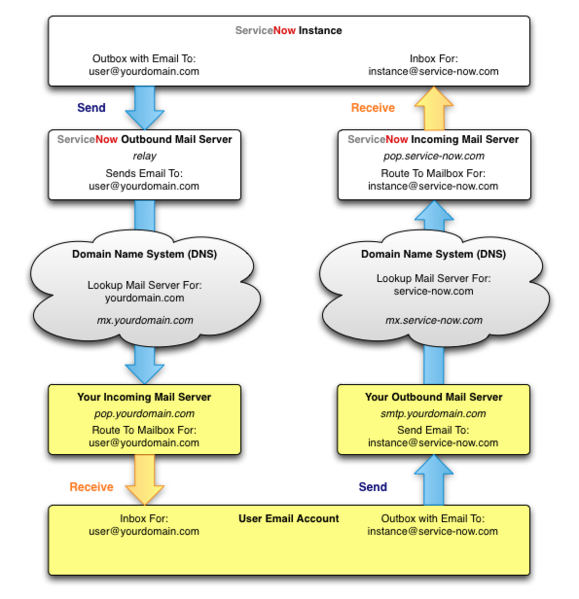 ServiceNow Instance
Outbox with Email To:
user@yourdomain.com
Inbox For:
instance@service-now.com
Send
Receive
ServiceNow Outbound Mail Server
relay
Sends Email To:
user@yourdomain.com
ServiceNow Incoming Mail Server
pop.service-now.com
Route To Mailbox For:
instance@service-now.com
Domain Name System (DNS)
Lookup Mail Server For:
yourdomain.com
mx.yourdomain.com
Domain Name System (DNS)
Lookup Mail Server For:
service-now.com
mx.service-now.com
Your Incoming Mail Server
pop.yourdomain.com
Route To Mailbox For:
user@yourdomain.com
Your Outbound Mail Server
smtp.yourdomain.com
Send Email To:
instance@service-now.com
Receive
Send
Inbox For:
user@yourdomain.com
User Email Account
Outbox with Email To:
instance@service-now.com